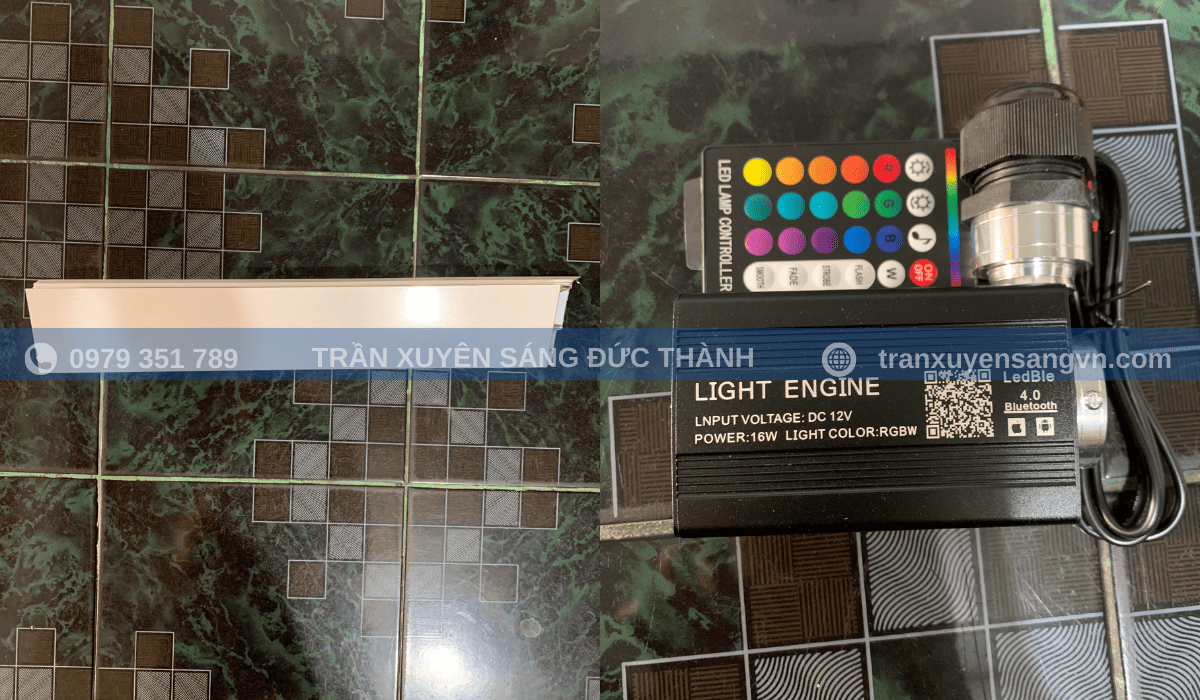 LED LAMP CONTROLLER
R
G
B
SMOOTH
FADE
STROBE
FLASH
W
ON
OFF
0979 351 789
TRẦN XUYÊN SÁNG ĐỨC THÀNH
tranxuyensangvn.com
LIGHT ENGINE
LNPUT VOLTAGE: DC 12V
POWER:16W LIGHT COLOR:RGBW
LedBle
4.0
Bluetooth